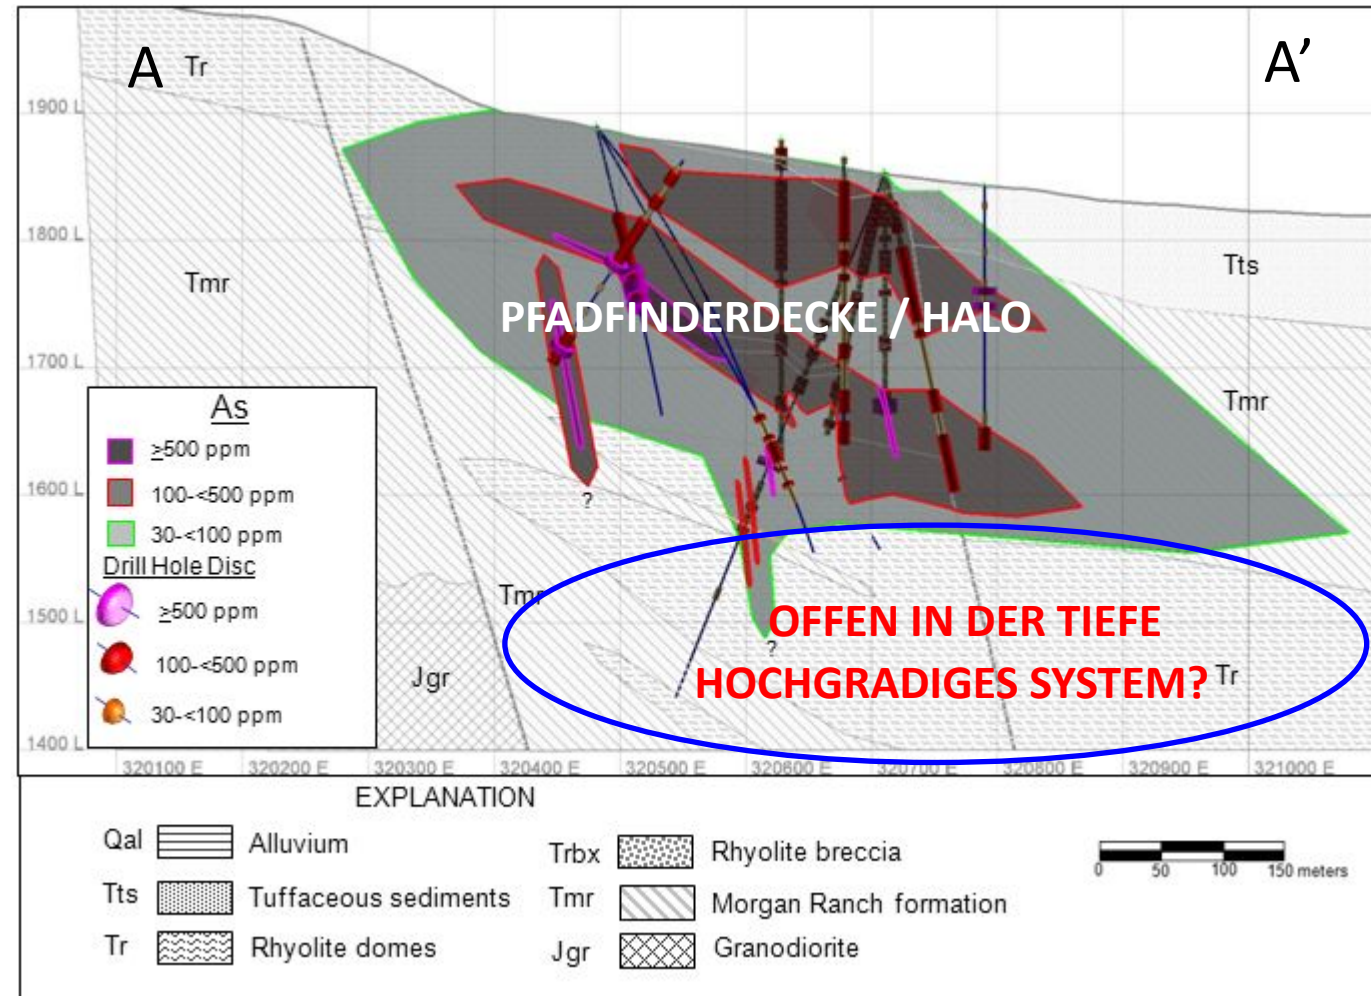 A
A'
Tr
1900 L
1800 L
1700 L
1600 L
1500 L
1400 L
Tmr
Tts
Tmr
PFADFINDERDECKE / HALO
As
≥500 ppm
100-<500 ppm
30-<100 ppm
Drill Hole Disc
≥500 ppm
100-<500 ppm
30-<100 ppm
?
Tmr
Jgr
?
OFFEN IN DER TIEFE
HOCHGRADIGES SYSTEM?
Tr
320100 E
320200 E
320300 E
320400 E
320500 E
320600 E
320700 E
320800 E
320900 E
321000 E
EXPLANATION
Qal Alluvium
Tts Tuffaceous sediments
Tr Rhyolite domes
Trbx Rhyolite breccia
Tmr Morgan Ranch formation
Jgr Granodiorite
0 50 100 150 meters